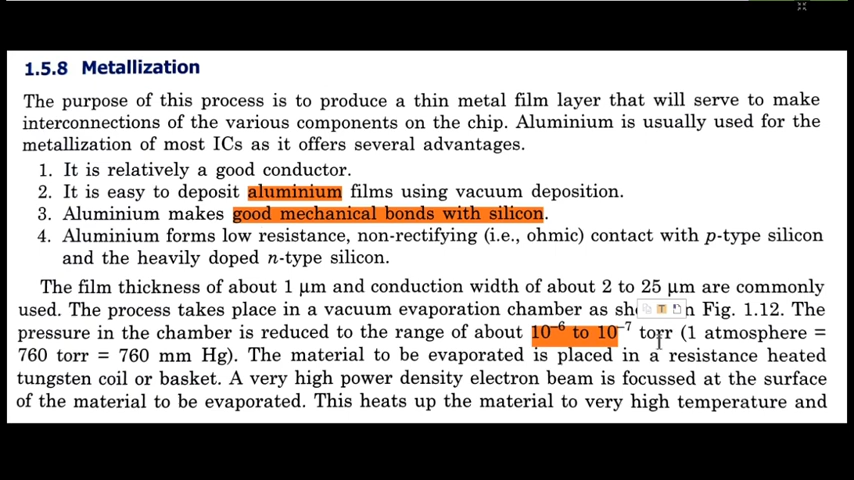 1.5.8 Metallization
The purpose of this process is to produce a thin metal film layer that will serve to make
interconnections of the various components on the chip. Aluminium is usually used for the
metallization of most ICs as it offers several advantages.
1. It is relatively a good conductor.
2. It is easy to deposit aluminium films using vacuum deposition.
3. Aluminium makes good mechanical bonds with silicon.
4. Aluminium forms low resistance, non-rectifying (i.e., ohmic) contact with p-type silicon
and the heavily doped n-type silicon.
The film thickness of about 1 μm and conduction width of about 2 to 25 μm are commonly
used. The process takes place in a vacuum evaporation chamber as Fig. 1.12. The
pressure in the chamber is reduced to the range of about 10⁻⁶ to 10⁻⁷ torr (1 atmosphere =
760 torr = 760 mm Hg). The material to be evaporated is placed in a resistance heated
tungsten coil or basket. A very high power density electron beam is focussed at the surface
of the material to be evaporated. This heats up the material to very high temperature and